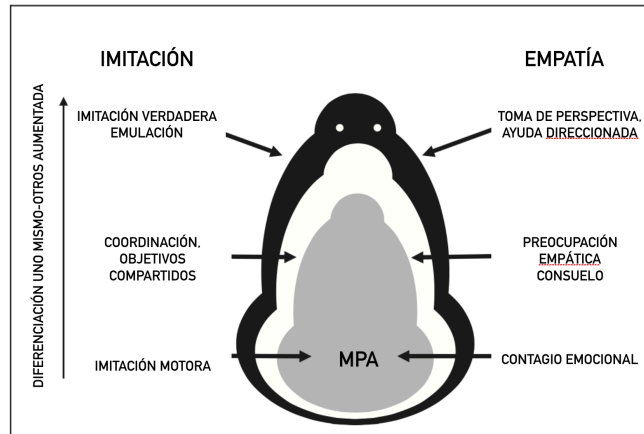 IMITACIÓN
EMPATÍA
DIFERENCIACIÓN UNO MISMO-OTROS AUMENTADA
IMITACIÓN VERDADERA
EMULACIÓN
TOMA DE PERSPECTIVA,
AYUDA DIRECCIONADA
COORDINACIÓN,
OBJETIVOS
COMPARTIDOS
PREOCUPACIÓN
EMPÁTICA
CONSUELO
IMITACIÓN MOTORA
MPA
CONTAGIO EMOCIONAL